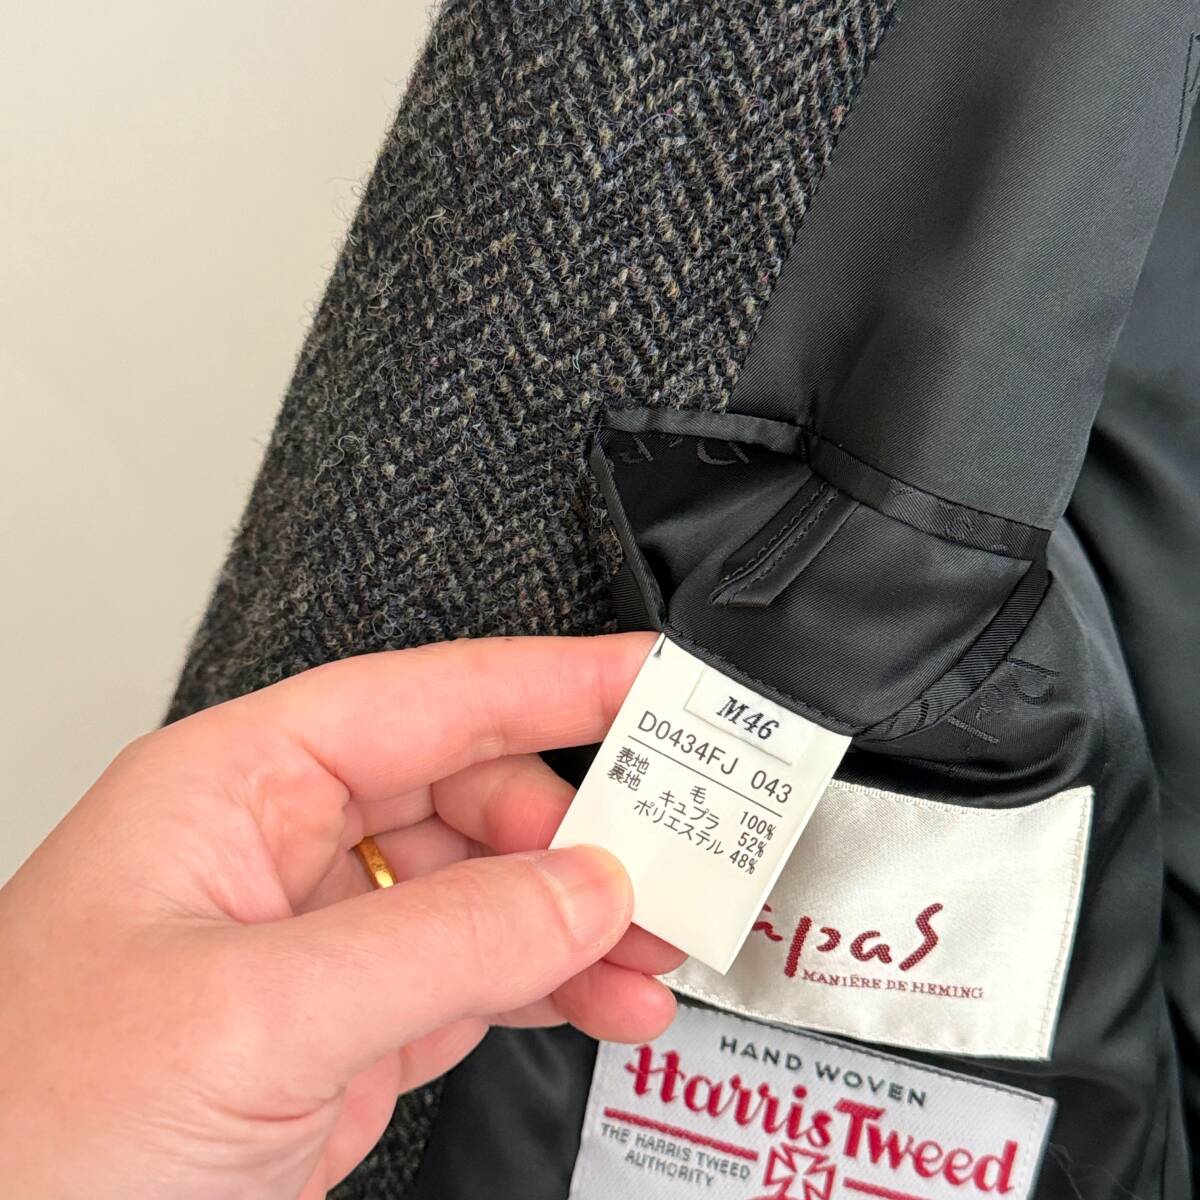 M46
D0434FJ 043
表地 毛 100%
裏地 キュプラ 52%
ポリエステル 48%
MANIÈRE DE HEMING
HAND WOVEN
Harris Tweed
THE HARRIS TWEED
AUTHORITY